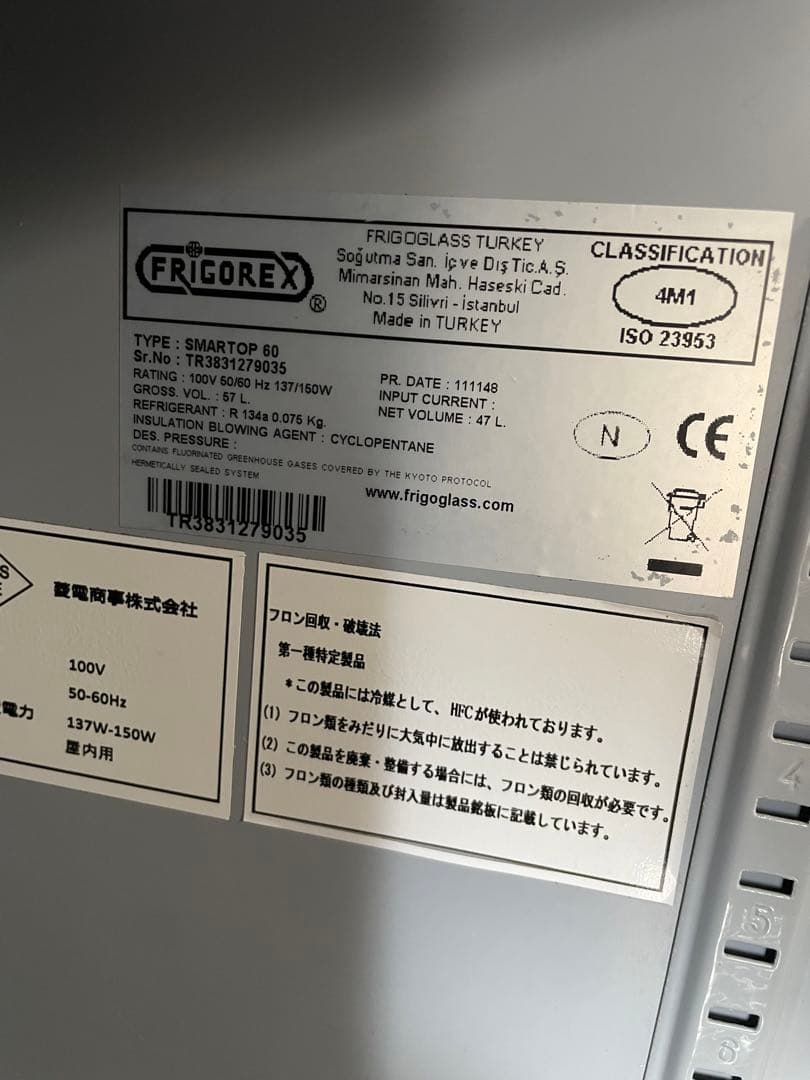 FRIGOREX®
FRIGOGLASS TURKEY
Soğutma San. İçve DışTic.A.Ş.
Mimarsinan Mah. Haseski Cad.
No.15 Silivri - İstanbul
Made in TURKEY
CLASSIFICATION
4M1
ISO 23953
TYPE : SMARTOP 60
Sr.No : TR3831279035
RATING : 100V 50/60 Hz 137/150W
GROSS. VOL. : 57 L.
REFRIGERANT : R 134a 0.075 Kg.
INSULATION BLOWING AGENT : CYCLOPENTANE
DES. PRESSURE :
CONTAINS FLUORINATED GREENHOUSE GASES COVERED BY THE KYOTO PROTOCOL
HERMETICALLY SEALED SYSTEM
PR. DATE : 111148
INPUT CURRENT :
NET VOLUME : 47 L.
N
CE
www.frigoglass.com
TR3831279035
S
E
菱電商事株式会社
100V
50-60Hz
電力 137W-150W
屋内用
フロン回収・破壊法
第一種特定製品
*この製品には冷媒として、HFCが使われております。
(1) フロン類をみだりに大気中に放出することは禁じられています。
(2) この製品を廃棄・整備する場合には、フロン類の回収が必要です。
(3) フロン類の種類及び封入量は製品銘板に記載しています。
4
5
6